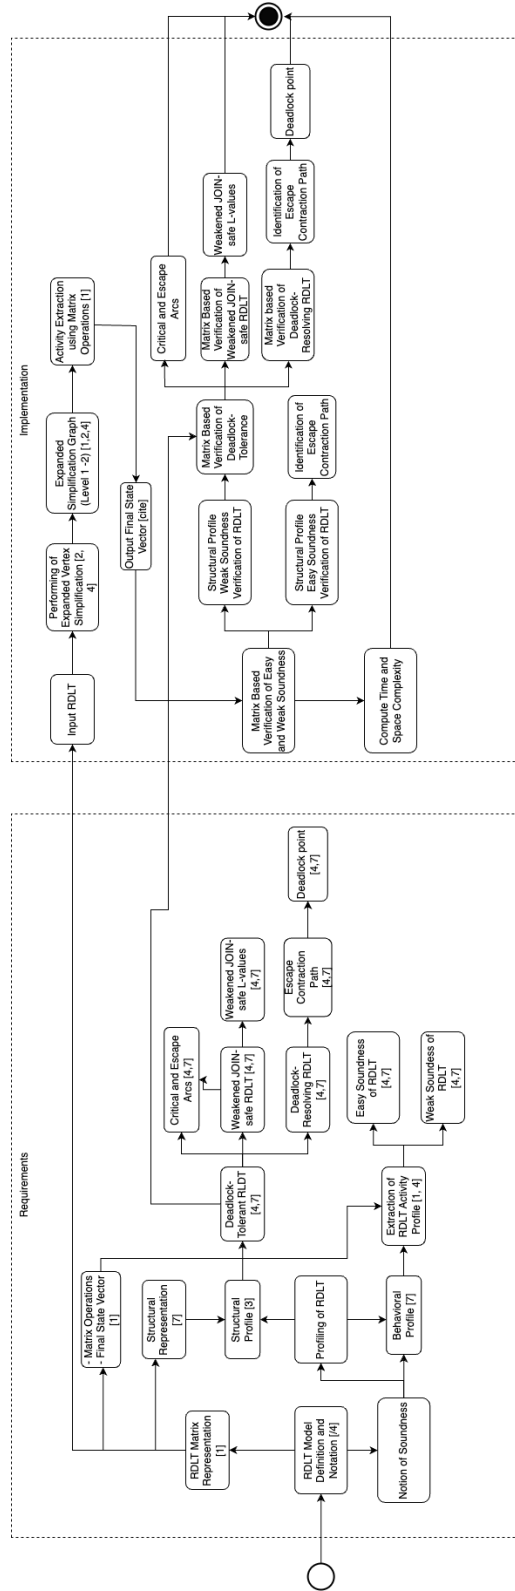 Requirements
RDLT Model
Definition and
Notation [/4]
RDLT Matrix
Representation
[1]
Notion of Soundness
- Matrix Operations
- Final State Vector
[1]
Structural
Representation
[7]
Structural
Profile [3]
Profiling of RDLT
Behavioral
Profile [7]
Deadlock-
Tolerant RLDT
[4,7]
Extraction of
RDLT Activity
Profile [1, 4]
Critical and Escape
Arcs [4,7]
Weakened JOIN-
safe RDLT [4,7]
Deadlock-
Resolving RDLT
[4,7]
Easy Soundness
of RDLT
[4,7]
Weak Soundess of
RDLT
[4,7]
Weakened JOIN-
safe L-values
[4,7]
Escape
Contraction
Path
[4,7]
Deadlock point
[4,7]
Implementation
Input RDLT
Performing of
Expanded Vertex
Simplification [2,
4]
Expanded
Simplification Graph
(Level 1 -2) [1,2,4]
Activity Extraction
using Matrix
Operations [1]
Output Final State
Vector [cite]
Matrix Based
Verification of Easy
and Weak Soundness
Compute Time and
Space Complexity
Structural Profile
Weak Soundness
Verification of RDLT
Structural Profile
Easy Soundness
Verification of RDLT
Matrix Based
Verification of
Deadlock-
Tolerance
Identification of
Escape
Contraction Path
Critical and Escape
Arcs
Matrix Based
Verification of
Weakened JOIN-
safe RDLT
Matrix based
Verification of
Deadlock-
Resolving RDLT
Weakened JOIN-
safe L-values
Identification of
Escape
Contraction Path
Deadlock point